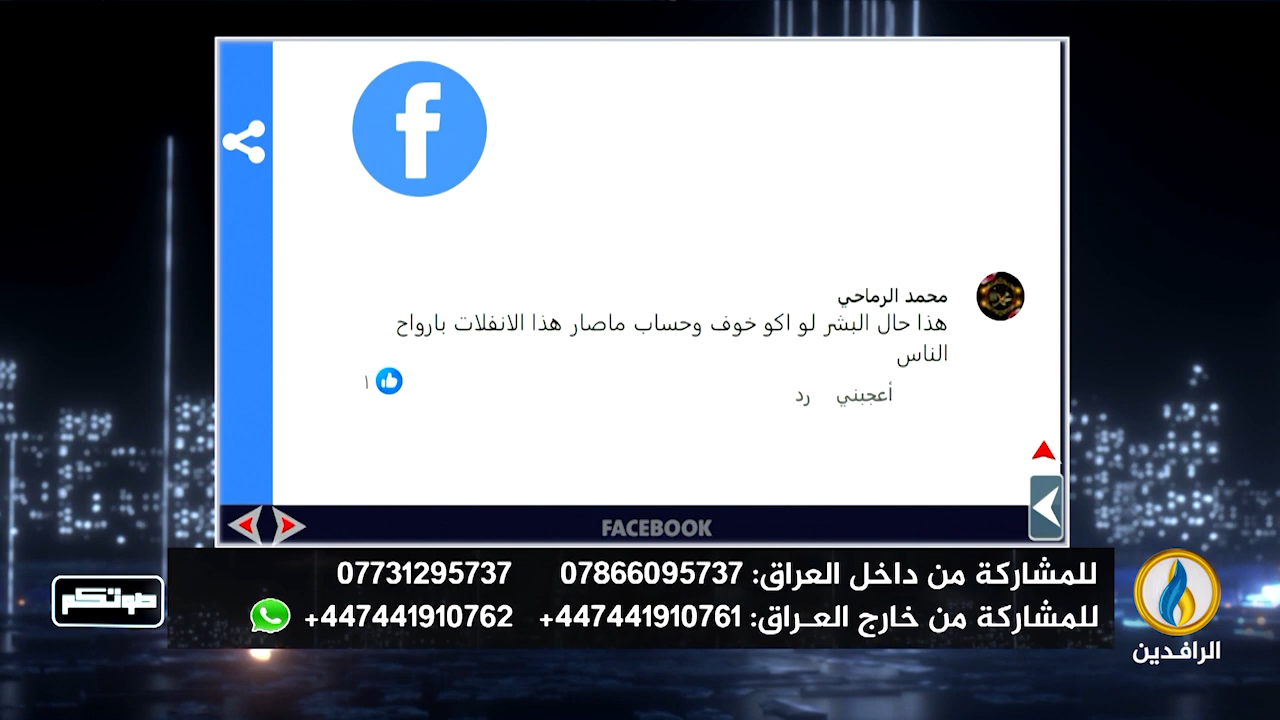 محمد الرماحي
هذا حال البشر لو اكو خوف وحساب ماصار هذا الانفلات بارواح
الناس
أعجبني رد
١
FACEBOOK
للمشاركة من داخل العراق: 07866095737 07731295737
للمشاركة من خارج العـراق: 447441910761+ 447441910762+
صوتكم
الرافـدين